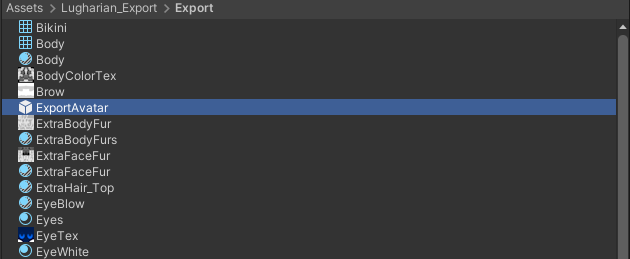 Assets > Lugharian_Export > Export
Bikini
Body
Body
BodyColorTex
Brow
ExportAvatar
ExtraBodyFur
ExtraBodyFurs
ExtraFaceFur
ExtraFaceFur
ExtraHair_Top
EyeBlow
Eyes
EyeTex
EyeWhite